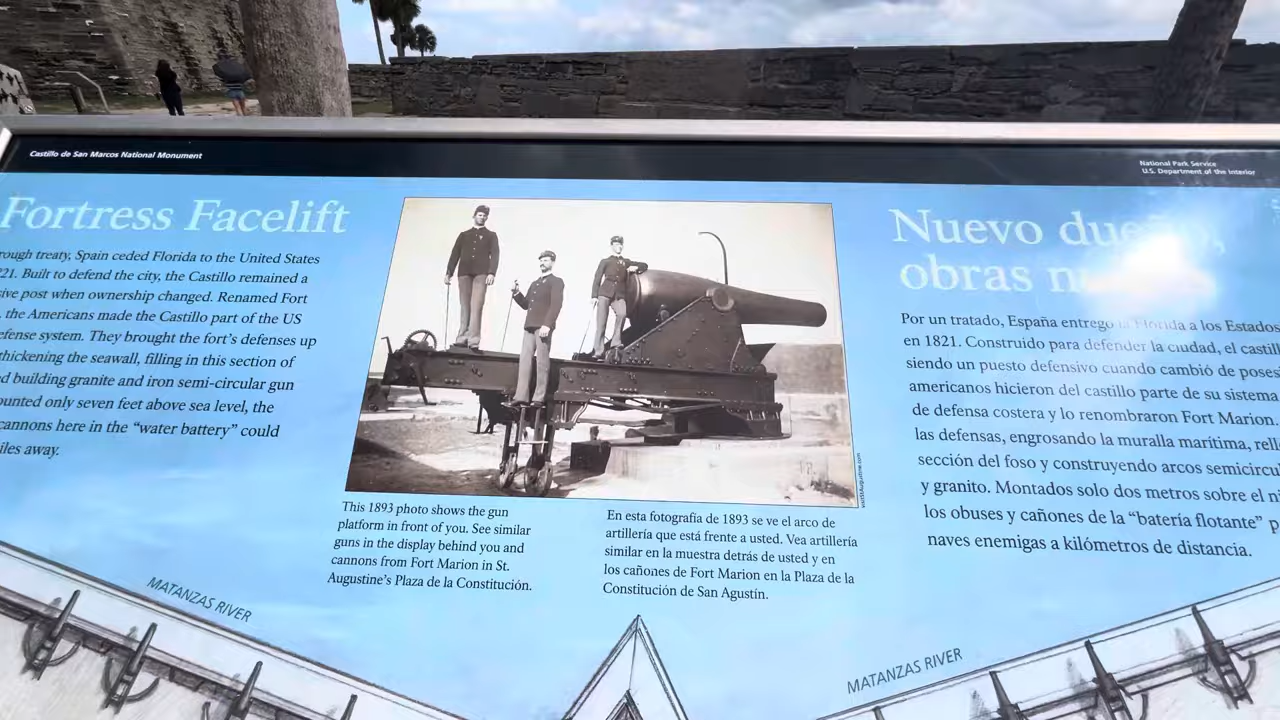 Castillo de San Marcos National Monument
National Park Service
U.S. Department of the Interior
Fortress Facelift
rough treaty, Spain ceded Florida to the United States
21. Built to defend the city, the Castillo remained a
ive post when ownership changed. Renamed Fort
, the Americans made the Castillo part of the US
efense system. They brought the fort's defenses up
thickening the seawall, filling in this section of
d building granite and iron semi-circular gun
ounted only seven feet above sea level, the
cannons here in the "water battery" could
iles away.
This 1893 photo shows the gun
platform in front of you. See similar
guns in the display behind you and
cannons from Fort Marion in St.
Augustine's Plaza de la Constitución.
En esta fotografía de 1893 se ve el arco de
artillería que está frente a usted. Vea artillería
similar en la muestra detrás de usted y en
los cañones de Fort Marion en la Plaza de la
Constitución de San Agustín.
Nuevo
obras
Por un tratado, España entregó la Florida a los Estados
en 1821. Construido para defender la ciudad, el castill
siendo un puesto defensivo cuando cambió de poses
americanos hicieron del castillo parte de su sistema
de defensa costera y lo renombraron Fort Marion.
las defensas, engrosando la muralla marítima, rell
sección del foso y construyendo arcos semicircul
y granito. Montados solo dos metros sobre el ni
los obuses y cañones de la "batería flotante" p
naves enemigas a kilómetros de distancia.
MATANZAS RIVER
MATANZAS RIVER